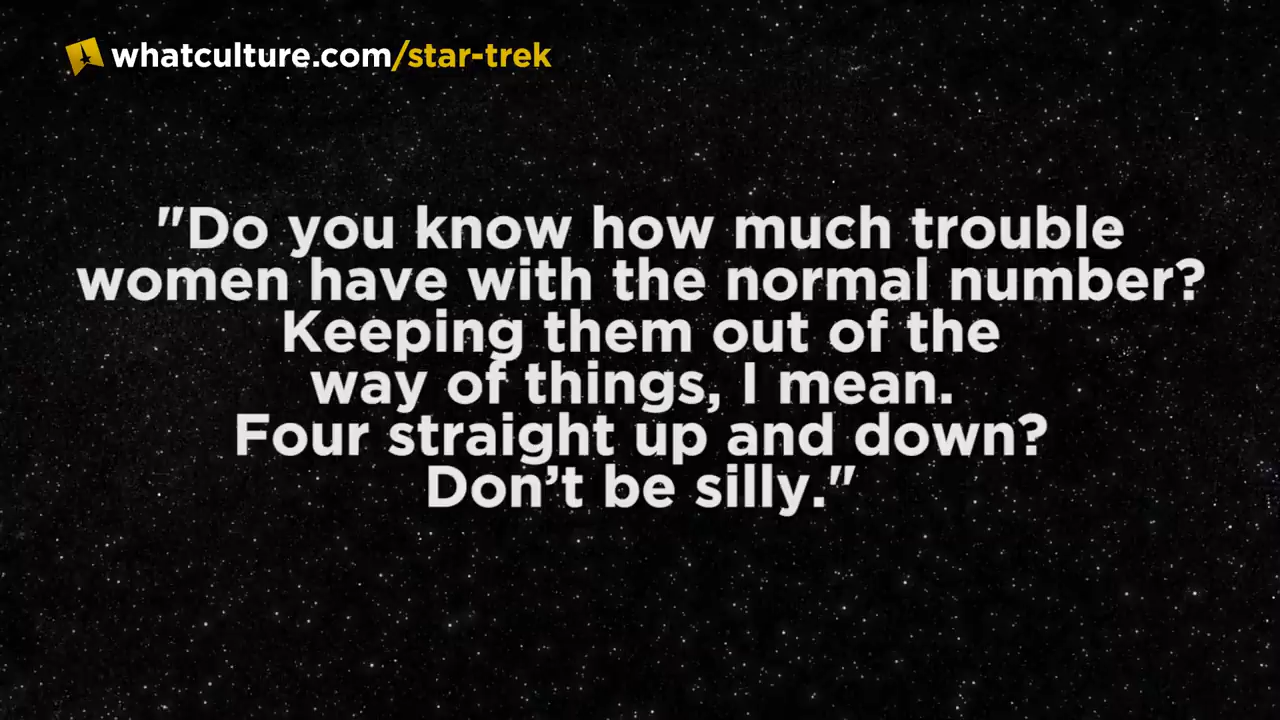 whatculture.com/star-trek
"Do you know how much trouble
women have with the normal number?
Keeping them out of the
way of things, I mean.
Four straight up and down?
Don’t be silly."